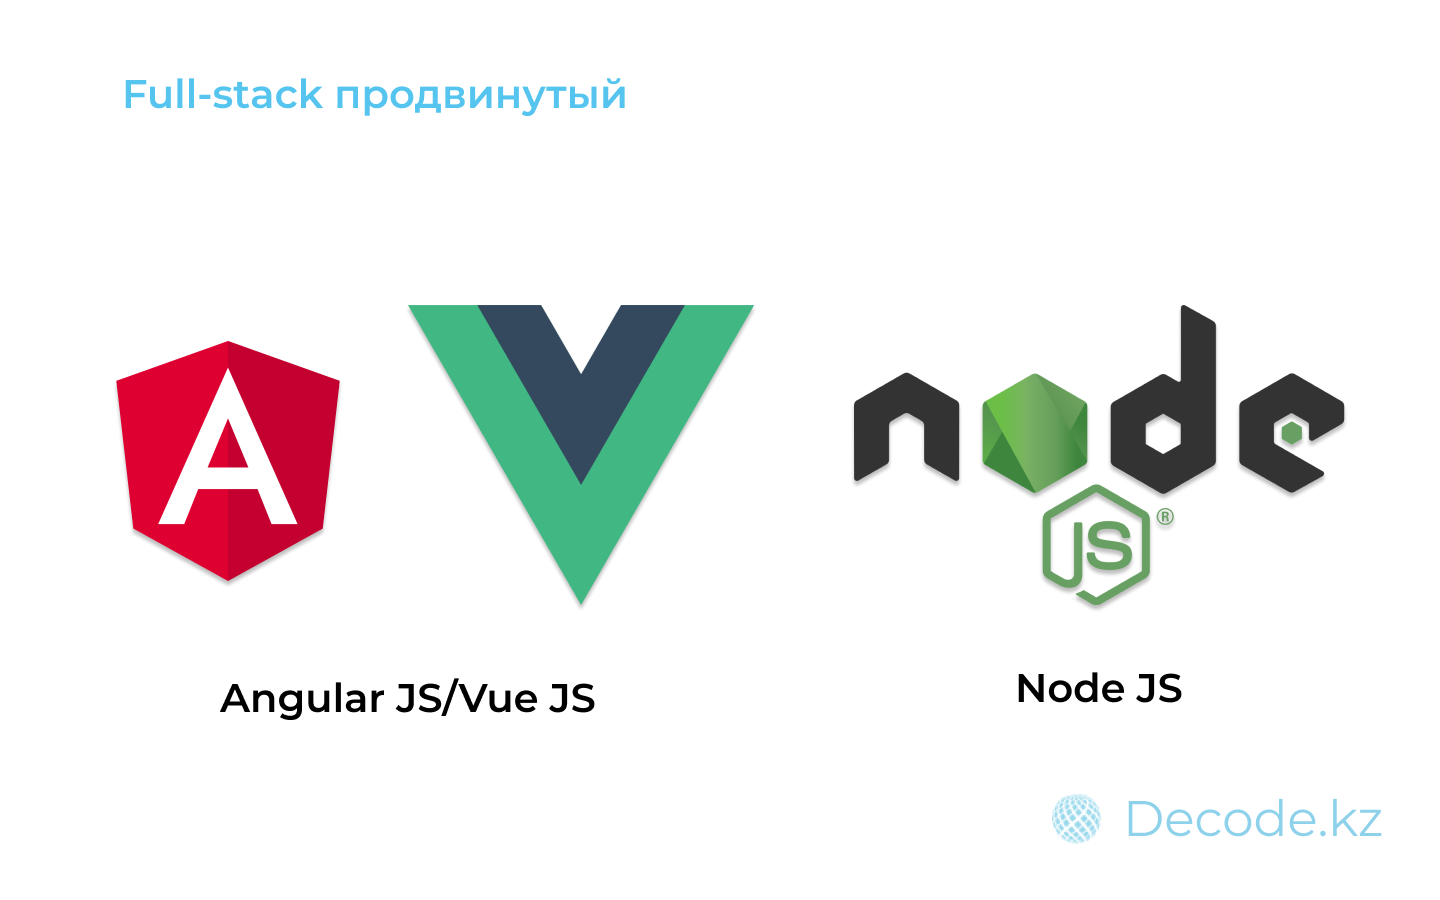 Full-stack продвинутый
A
node
JS®
Angular JS/Vue JS
Node JS
Decode.kz